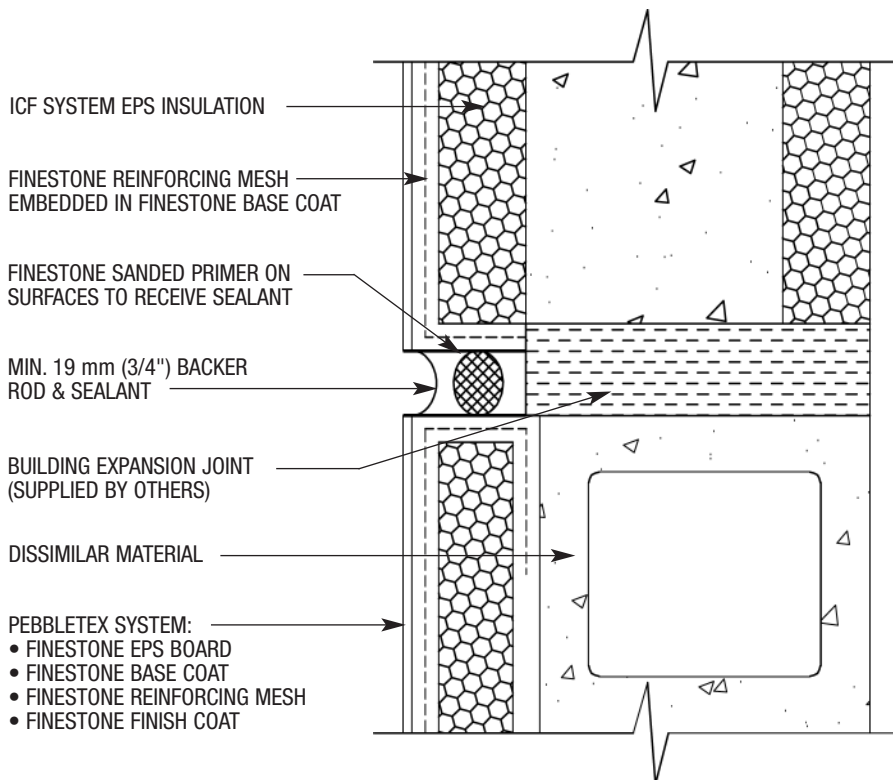 ICF SYSTEM EPS INSULATION
FINESTONE REINFORCING MESH
EMBEDDED IN FINESTONE BASE COAT
FINESTONE SANDED PRIMER ON
SURFACES TO RECEIVE SEALANT
MIN. 19 mm (3/4") BACKER
ROD & SEALANT
BUILDING EXPANSION JOINT
(SUPPLIED BY OTHERS)
DISSIMILAR MATERIAL
PEBBLETEX SYSTEM:
• FINESTONE EPS BOARD
• FINESTONE BASE COAT
• FINESTONE REINFORCING MESH
• FINESTONE FINISH COAT